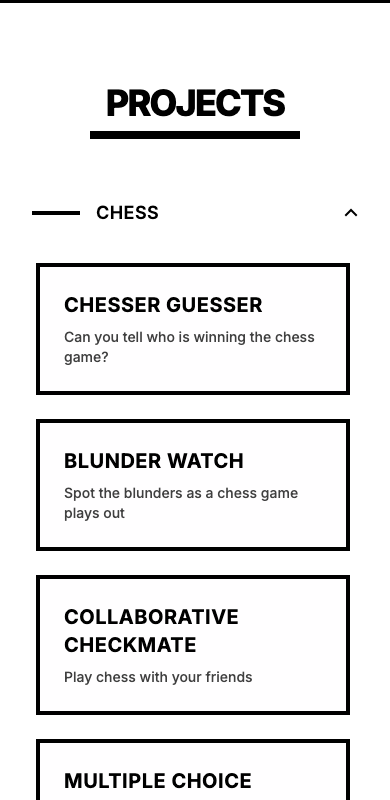 PROJECTS
CHESS
CHESSER GUESSER
Can you tell who is winning the chess
game?
BLUNDER WATCH
Spot the blunders as a chess game
plays out
COLLABORATIVE
CHECKMATE
Play chess with your friends
MULTIPLE CHOICE